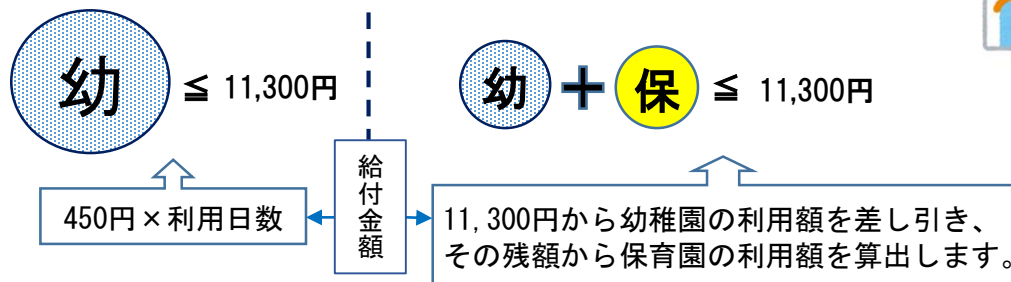 幼 ≦ 11,300円
幼 + 保 ≦ 11,300円
給付金額
450円×利用日数
11,300円から幼稚園の利用額を差し引き、
その残額から保育園の利用額を算出します。